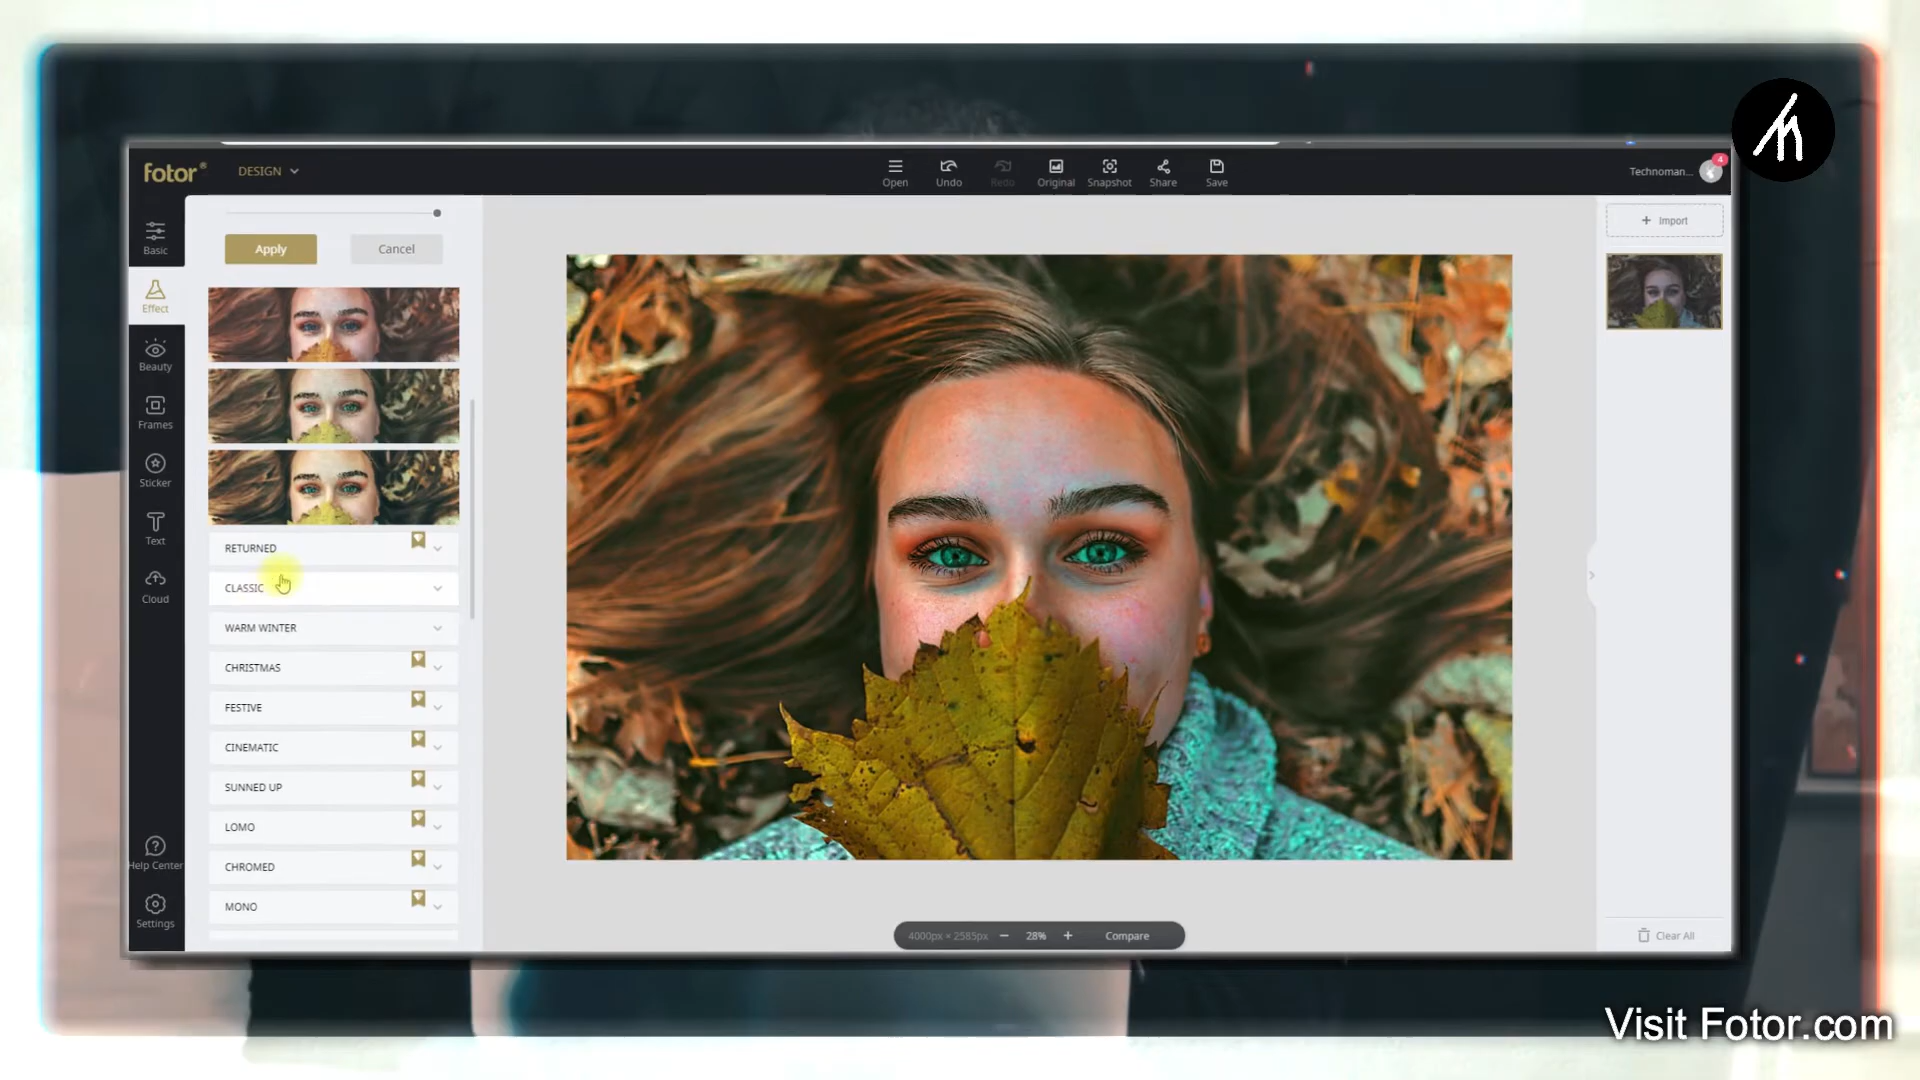 fotor®
DESIGN
Open
Undo
Redo
Original
Snapshot
Share
Save
Technoman...
4
Basic
Effect
Beauty
Frames
Sticker
Text
Cloud
Help Center
Settings
Apply
Cancel
RETURNED
CLASSIC
WARM WINTER
CHRISTMAS
FESTIVE
CINEMATIC
SUNNED UP
LOMO
CHROMED
MONO
4000px × 2585px
28%
Compare
+ Import
Clear All
Visit Fotor.com